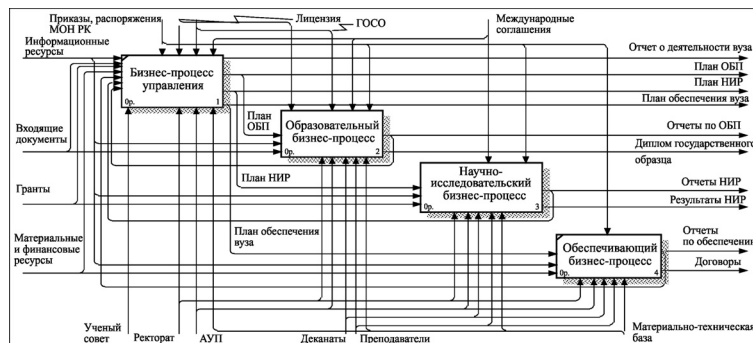 Приказы, распоряжения
МОН РК
Лицензия
ГОСО
Международные
соглашения
Информационные
ресурсы
Бизнес-процесс
управления
0р.
1
Отчет о деятельности вуза
План ОБП
План НИР
План обеспечения вуза
План
ОБП
Образовательный
бизнес-процесс
0р.
2
Отчеты по ОБП
Диплом государственного
образца
Входящие
документы
План НИР
Научно-
исследовательский
бизнес-процесс
0р.
3
Отчеты НИР
Результаты НИР
Гранты
План обеспечения
вуза
Материальные
и финансовые
ресурсы
Обеспечивающий
бизнес-процесс
0р.
4
Отчеты
по обеспечению
Договоры
Ученый
совет
Ректорат
АУП
Деканаты
Преподаватели
Материально-техническая
база